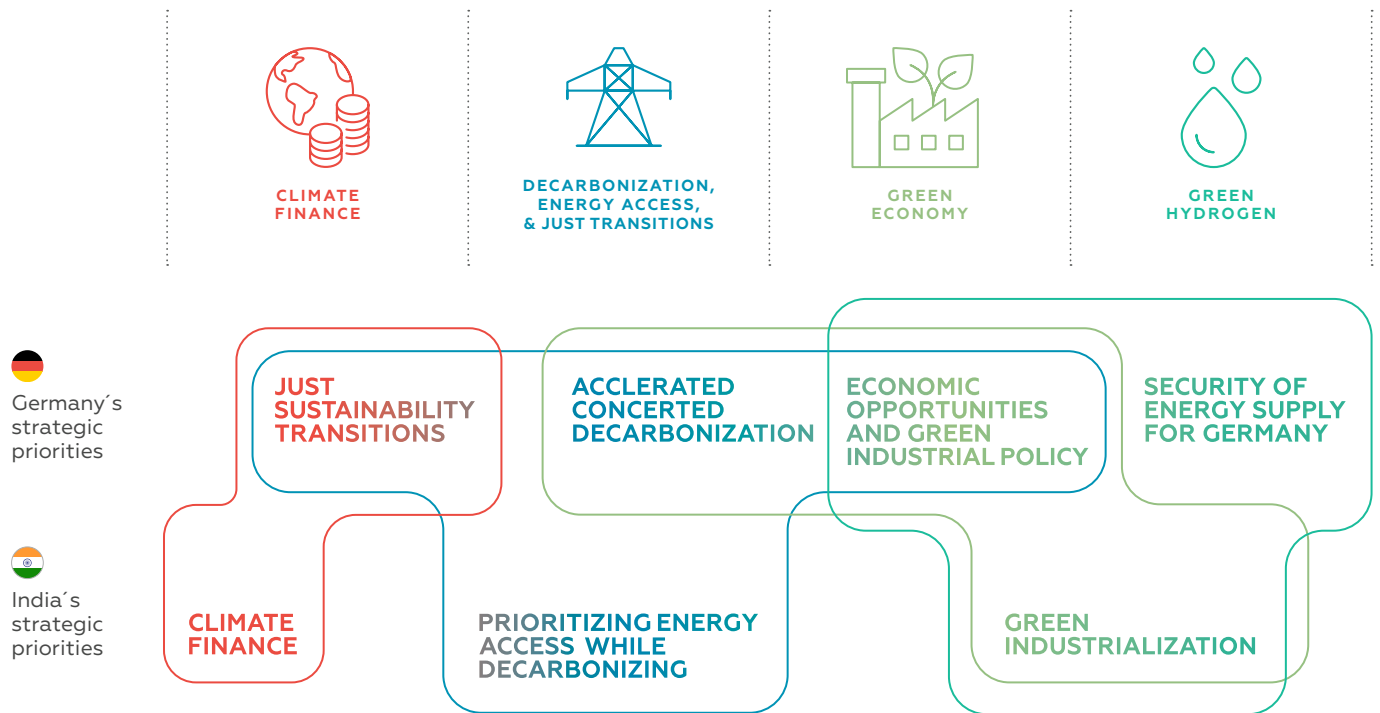 CLIMATE
FINANCE
DECARBONIZATION,
ENERGY ACCESS,
& JUST TRANSITIONS
GREEN
ECONOMY
GREEN
HYDROGEN
Germany´s
strategic
priorities
JUST
SUSTAINABILITY
TRANSITIONS
ACCLERATED
CONCERTED
DECARBONIZATION
ECONOMIC
OPPORTUNITIES
AND GREEN
INDUSTRIAL POLICY
SECURITY OF
ENERGY SUPPLY
FOR GERMANY
India´s
strategic
priorities
CLIMATE
FINANCE
PRIORITIZING ENERGY
ACCESS WHILE
DECARBONIZING
GREEN
INDUSTRIALIZATION